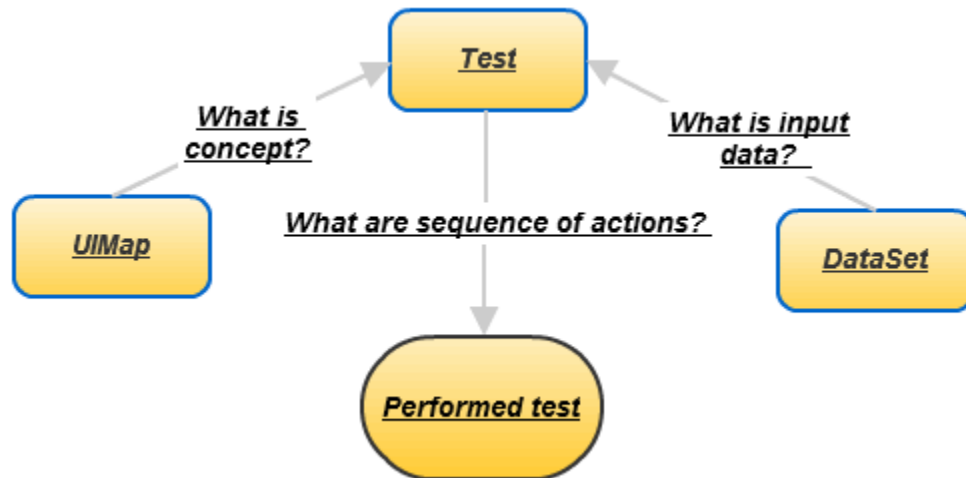 Test
What is
concept?
What is input
data?
UIMap
What are sequence of actions?
DataSet
Performed test